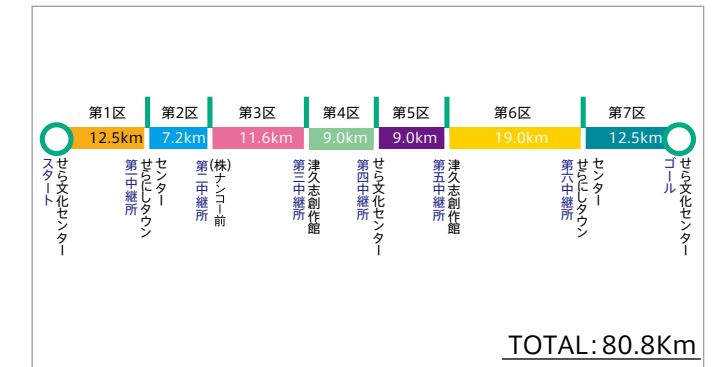 第1区
第2区
第3区
第4区
第5区
第6区
第7区
12.5km
7.2km
11.6km
9.0km
9.0km
19.0km
12.5km
せら文化センター
スタート
せらにしタウン
センター
第一中継所
(株)ナンコー前
第二中継所
津久志創作館
第三中継所
せら文化センター
第四中継所
津久志創作館
第五中継所
せらにしタウン
センター
第六中継所
せら文化センター
ゴール
TOTAL:80.8Km